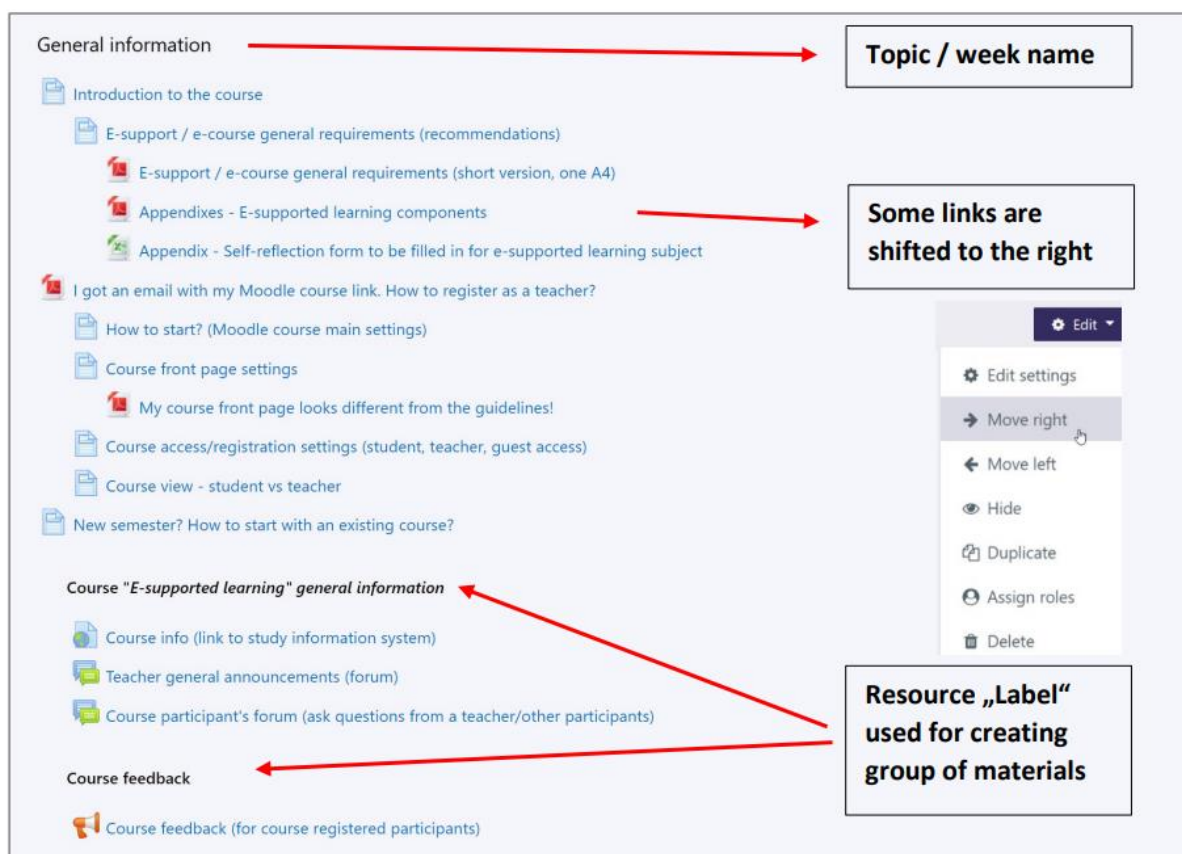 General information
Topic / week name
Introduction to the course
E-support / e-course general requirements (recommendations)
E-support / e-course general requirements (short version, one A4)
Appendixes - E-supported learning components
Appendix - Self-reflection form to be filled in for e-supported learning subject
Some links are
shifted to the right
I got an email with my Moodle course link. How to register as a teacher?
How to start? (Moodle course main settings)
Course front page settings
My course front page looks different from the guidelines!
Course access/registration settings (student, teacher, guest access)
Course view - student vs teacher
New semester? How to start with an existing course?
Edit
Edit settings
Move right
Move left
Hide
Duplicate
Assign roles
Delete
Course "E-supported learning" general information
Course info (link to study information system)
Teacher general announcements (forum)
Course participant's forum (ask questions from a teacher/other participants)
Resource „Label“
used for creating
group of materials
Course feedback
Course feedback (for course registered participants)